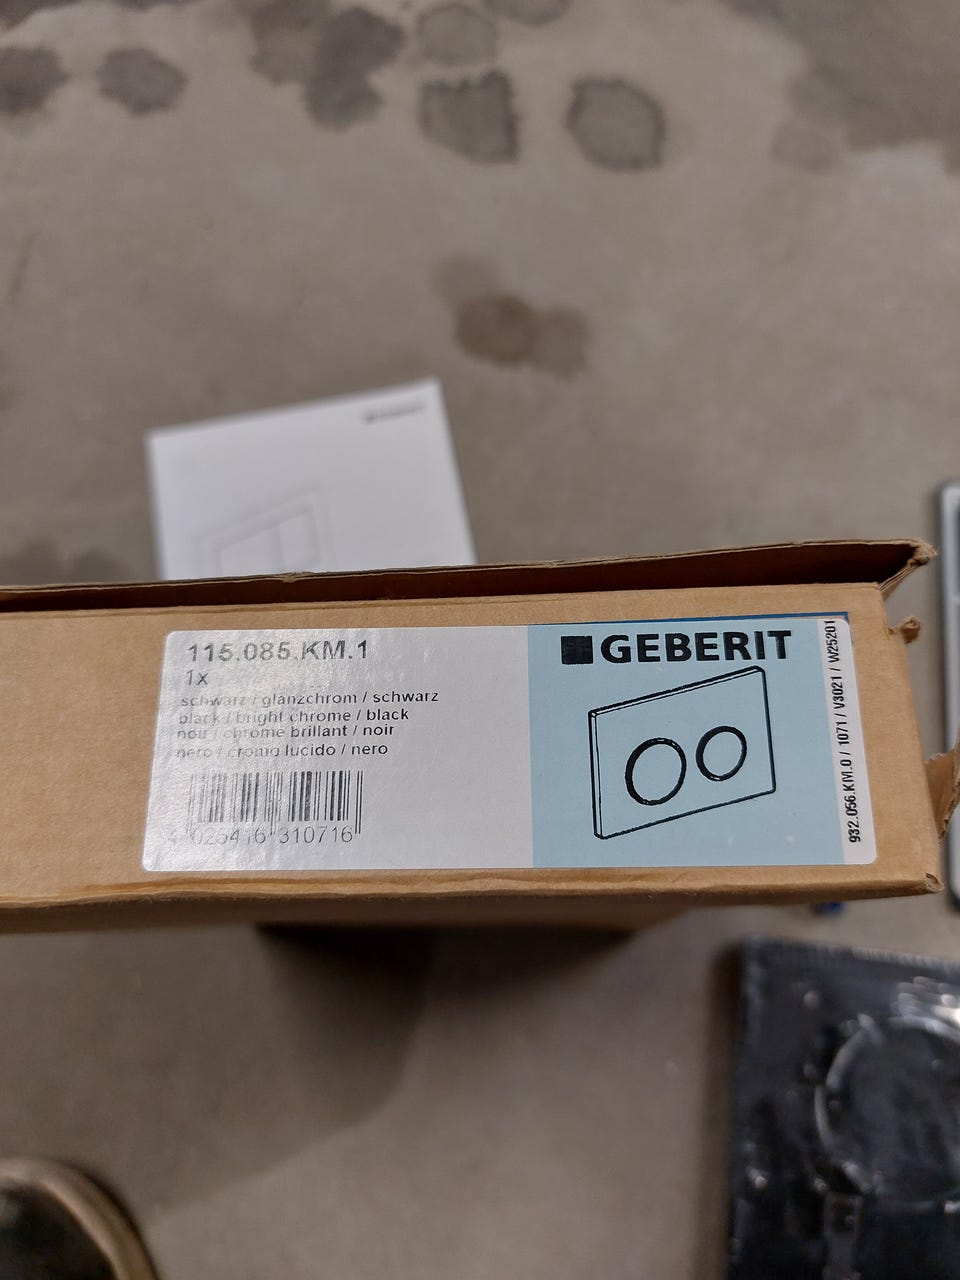 115.085.KM.1
1x
schwarz / glanzchrom / schwarz
black / bright chrome / black
noir / chrome brillant / noir
nero / cromo lucido / nero
4 025416 310716
GEBERIT
932.056.KM.0 / 1071 / V3021 / W25201